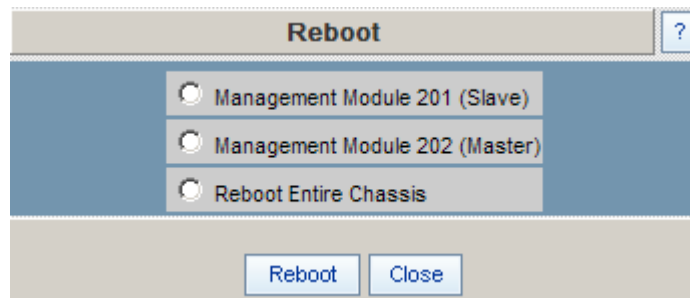 Reboot ?
Management Module 201 (Slave)
Management Module 202 (Master)
Reboot Entire Chassis
Reboot Close